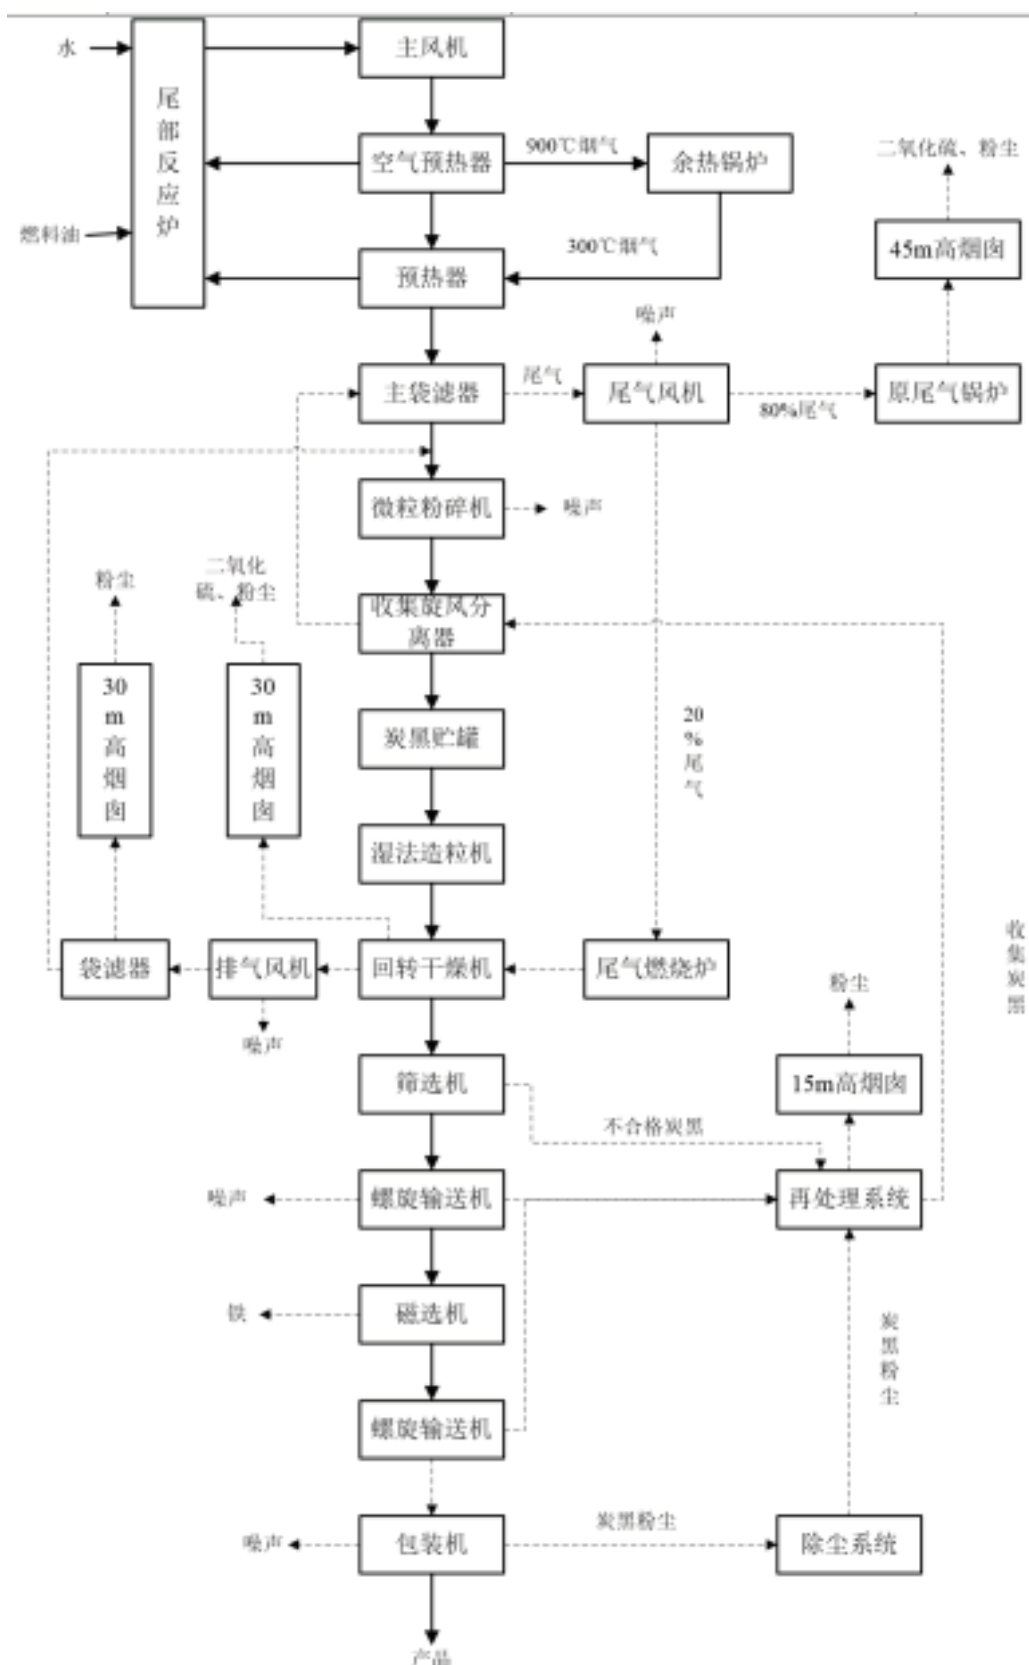 水
主风机
尾
部
反
应
炉
空气预热器
900℃烟气
余热锅炉
二氧化硫、粉尘
燃料油
300℃烟气
45m高烟囱
预热器
噪声
主袋滤器
尾气
尾气风机
80%尾气
原尾气锅炉
微粒粉碎机
噪声
粉尘
二氧化
硫、粉尘
收集旋风分
离器
30
m
高
烟
囱
30
m
高
烟
囱
炭黑贮罐
20
%
尾
气
湿法造粒机
袋滤器
排气风机
回转干燥机
尾气燃烧炉
收
集
炭
黑
噪声
粉尘
筛选机
15m高烟囱
不合格炭黑
噪声
螺旋输送机
再处理系统
铁
磁选机
炭
黑
粉
尘
螺旋输送机
噪声
包装机
炭黑粉尘
除尘系统
产品